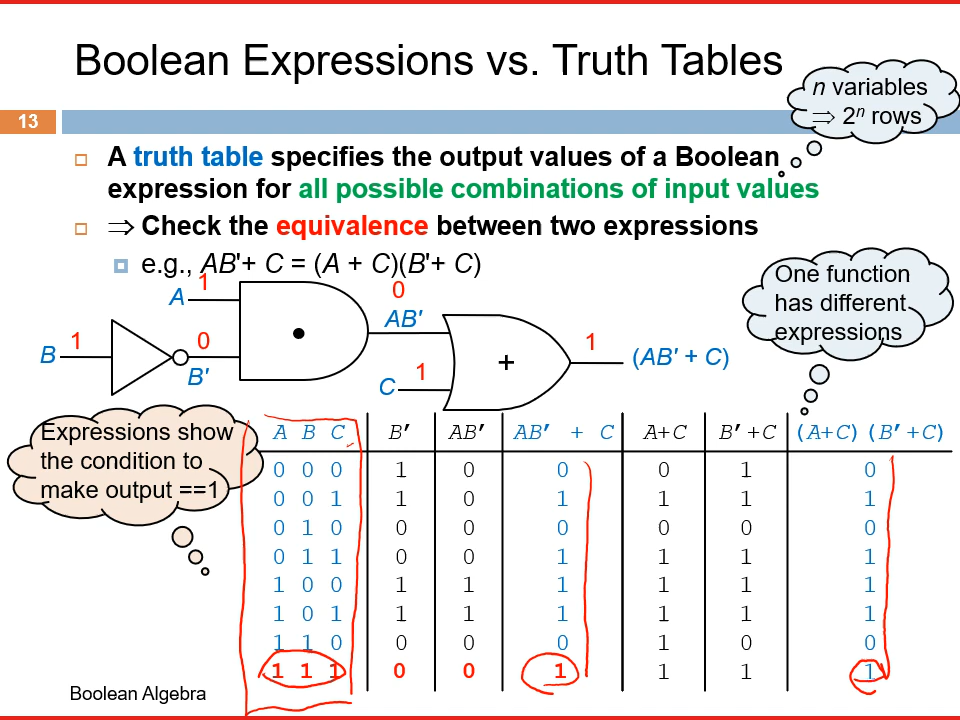 Boolean Expressions vs. Truth Tables
n variables
⇒ 2ⁿ rows
13
A truth table specifies the output values of a Boolean
expression for all possible combinations of input values
⇒ Check the equivalence between two expressions
e.g., AB'+ C = (A + C)(B'+ C)
One function
has different
expressions
A 1
0
AB'
B 1
0
B'
•
C 1
+
1
(AB' + C)
Expressions show
the condition to
make output ==1
A B C B′ AB′ AB′ + C A+C B′+C (A+C)(B′+C)
0 0 0 1 0 0 0 1 0
0 0 1 1 0 1 1 1 1
0 1 0 0 0 0 0 0 0
0 1 1 0 0 1 1 1 1
1 0 0 1 1 1 1 1 1
1 0 1 1 1 1 1 1 1
1 1 0 0 0 0 1 0 0
1 1 1 0 0 1 1 1 1
Boolean Algebra